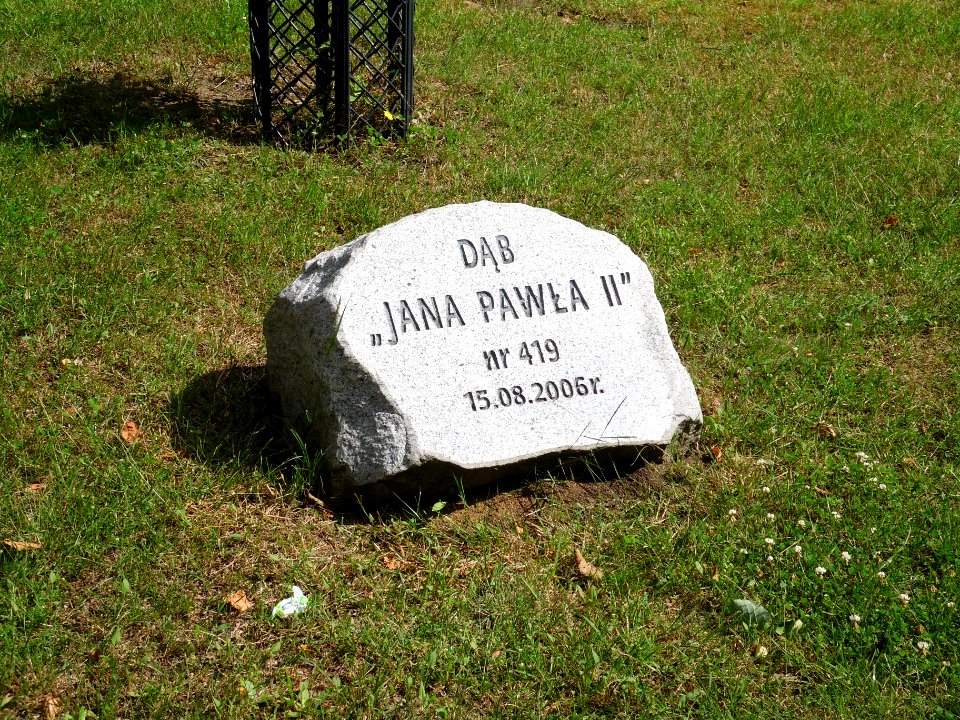 DĄB
„JANA PAWŁA II”
nr 419
15.08.2006r.